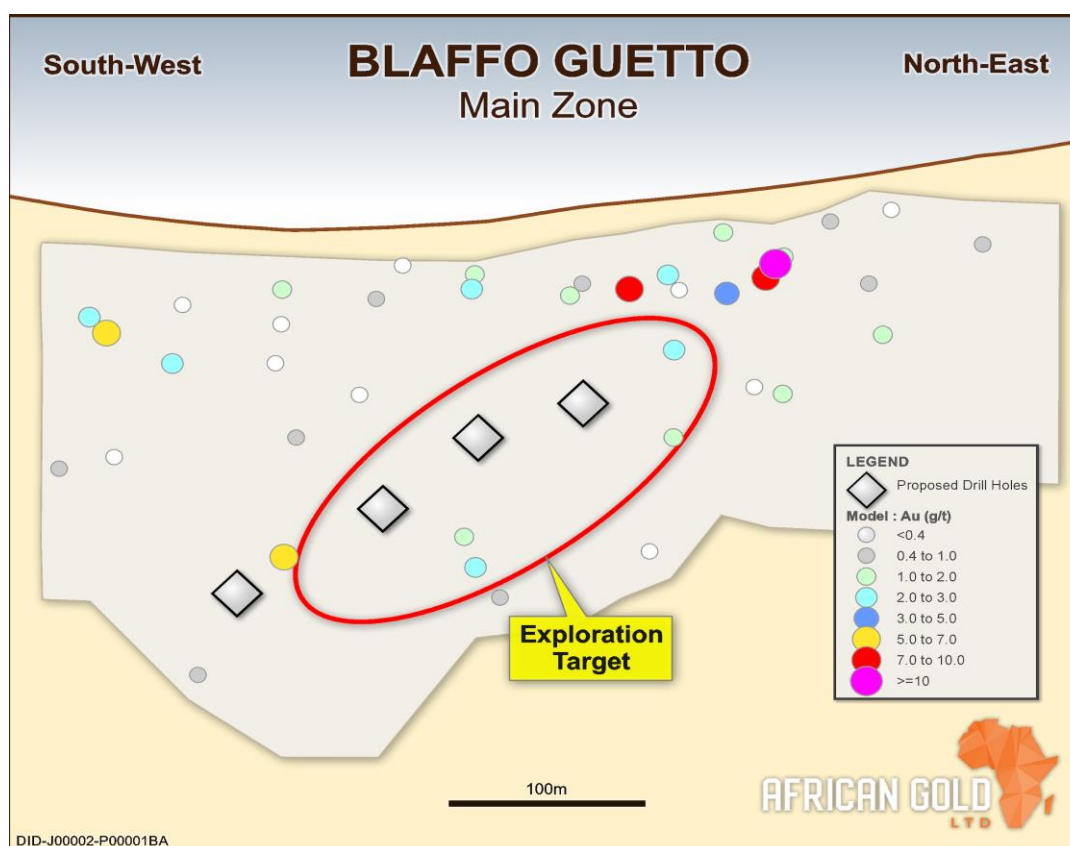 South-West
BLAFFO GUETTO
North-East
Main Zone
LEGEND
Proposed Drill Holes
Model : Au (g/t)
<0.4
0.4 to 1.0
1.0 to 2.0
2.0 to 3.0
3.0 to 5.0
5.0 to 7.0
7.0 to 10.0
>=10
Exploration
Target
100m
AFRICAN GOLD
LTD
DID-J00002-P00001BA